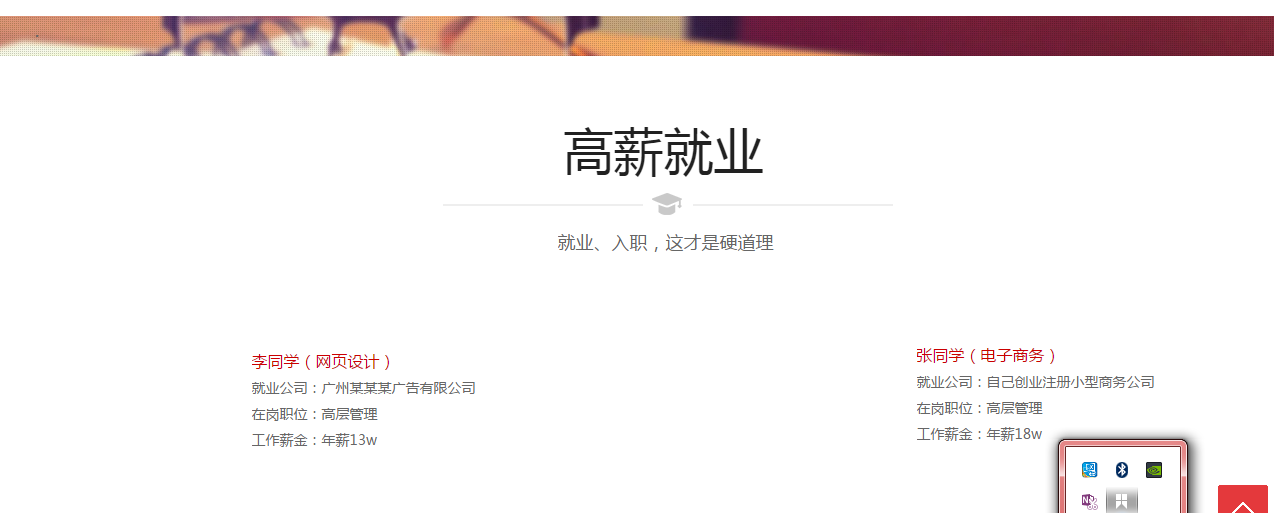 高薪就业
就业、入职，这才是硬道理
李同学（网页设计）
就业公司：广州某某某广告有限公司
在岗职位：高层管理
工作薪金：年薪13w
张同学（电子商务）
就业公司：自己创业注册小型商务公司
在岗职位：高层管理
工作薪金：年薪18w